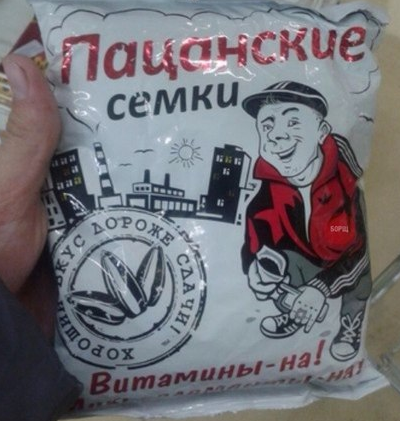 Пацанские
семки
БОРЩ
ХОРОШИЙ ВКУС ДОРОЖЕ СДАЧИ!
Витамины-на!